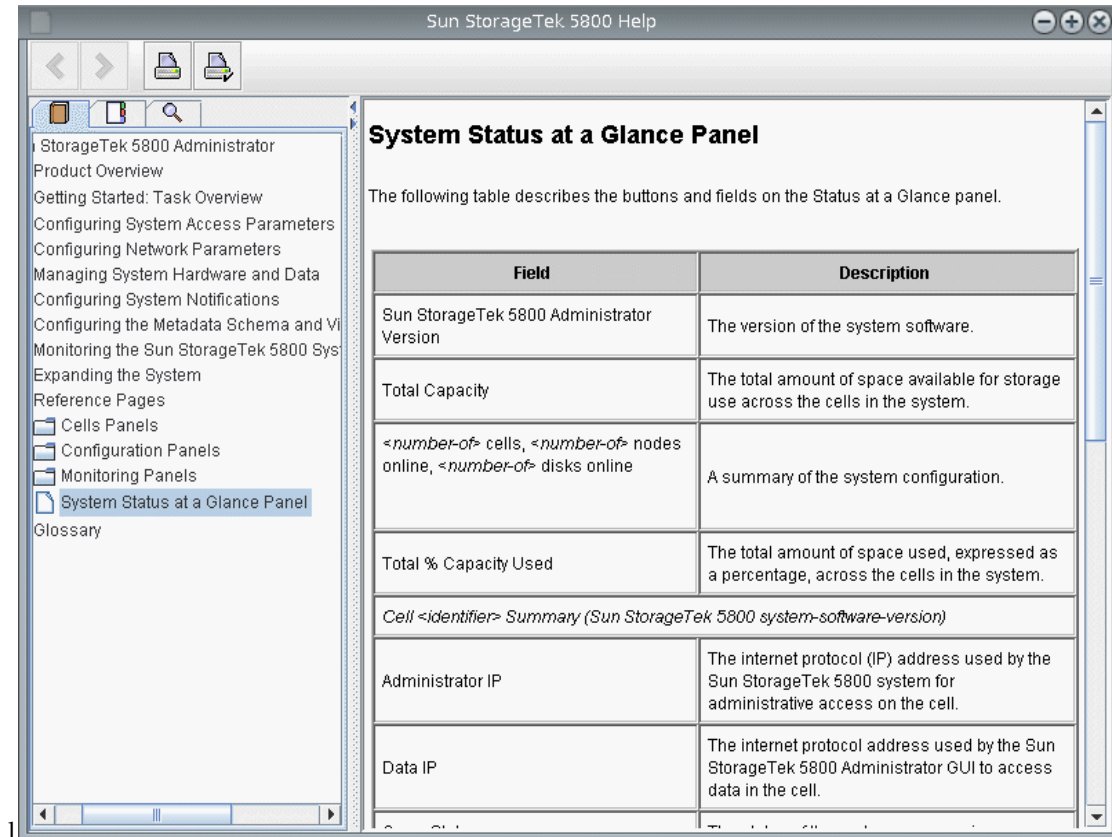 Sun StorageTek 5800 Help
StorageTek 5800 Administrator
Product Overview
Getting Started: Task Overview
Configuring System Access Parameters
Configuring Network Parameters
Managing System Hardware and Data
Configuring System Notifications
Configuring the Metadata Schema and Vi
Monitoring the Sun StorageTek 5800 Sys
Expanding the System
Reference Pages
Cells Panels
Configuration Panels
Monitoring Panels
System Status at a Glance Panel
Glossary
System Status at a Glance Panel
The following table describes the buttons and fields on the Status at a Glance panel.
Field
Description
Sun StorageTek 5800 Administrator
Version
The version of the system software.
Total Capacity
The total amount of space available for storage
use across the cells in the system.
<number-of> cells, <number-of> nodes
online, <number-of> disks online
A summary of the system configuration.
Total % Capacity Used
The total amount of space used, expressed as
a percentage, across the cells in the system.
Cell <identifier> Summary (Sun StorageTek 5800 system-software-version)
Administrator IP
The internet protocol (IP) address used by the
Sun StorageTek 5800 system for
administrative access on the cell.
Data IP
The internet protocol address used by the Sun
StorageTek 5800 Administrator GUI to access
data in the cell.